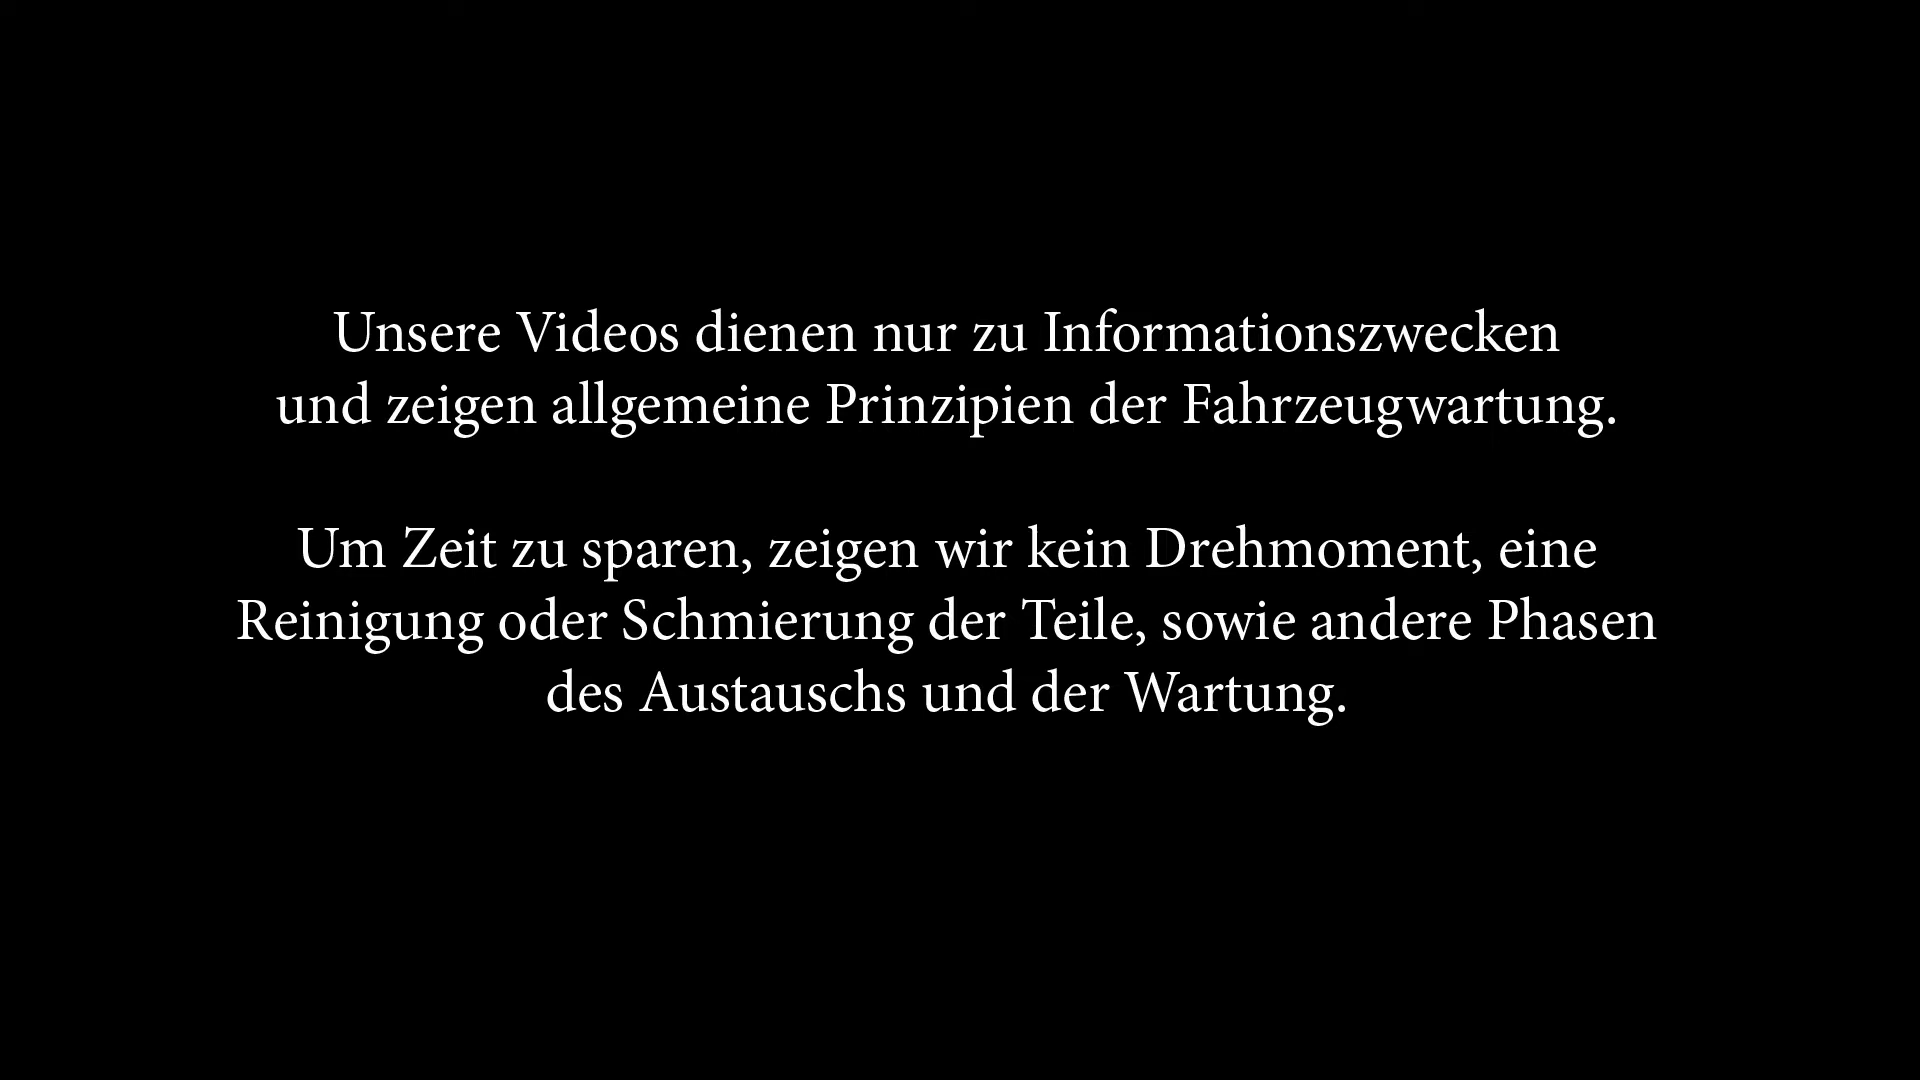 Unsere Videos dienen nur zu Informationszwecken
und zeigen allgemeine Prinzipien der Fahrzeugwartung.
Um Zeit zu sparen, zeigen wir kein Drehmoment, eine
Reinigung oder Schmierung der Teile, sowie andere Phasen
des Austauschs und der Wartung.